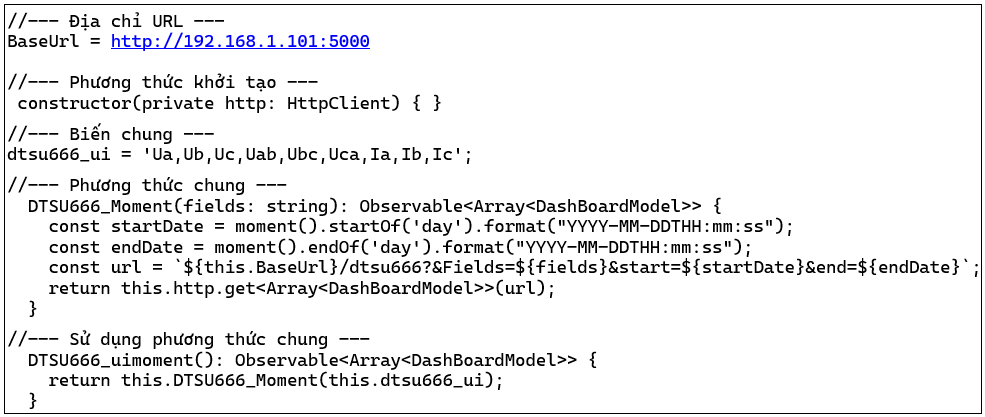 //--- Địa chỉ URL ---
BaseUrl = http://192.168.1.101:5000
//--- Phương thức khởi tạo ---
constructor(private http: HttpClient) { }
//--- Biến chung ---
dtsu666_ui = 'Ua,Ub,Uc,Uab,Ubc,Uca,Ia,Ib,Ic';
//--- Phương thức chung ---
DTSU666_Moment(fields: string): Observable<Array<DashBoardModel>> {
const startDate = moment().startOf('day').format("YYYY-MM-DDTHH:mm:ss");
const endDate = moment().endOf('day').format("YYYY-MM-DDTHH:mm:ss");
const url = `${this.BaseUrl}/dtsu666?&Fields=${fields}&start=${startDate}&end=${endDate}`;
return this.http.get<Array<DashBoardModel>>(url);
}
//--- Sử dụng phương thức chung ---
DTSU666_uimoment(): Observable<Array<DashBoardModel>> {
return this.DTSU666_Moment(this.dtsu666_ui);
}